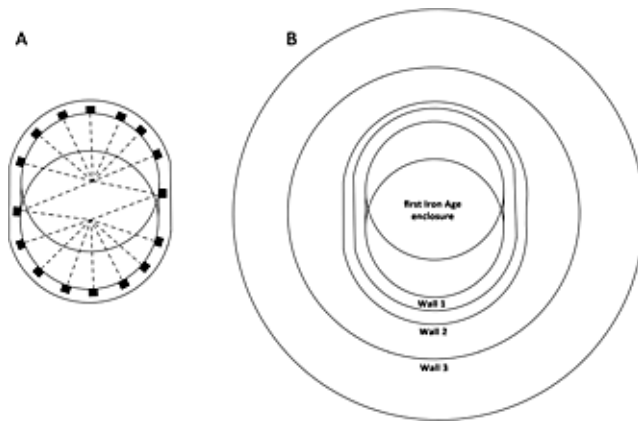 A
B
first Iron Age
enclosure
Wall 1
Wall 2
Wall 3